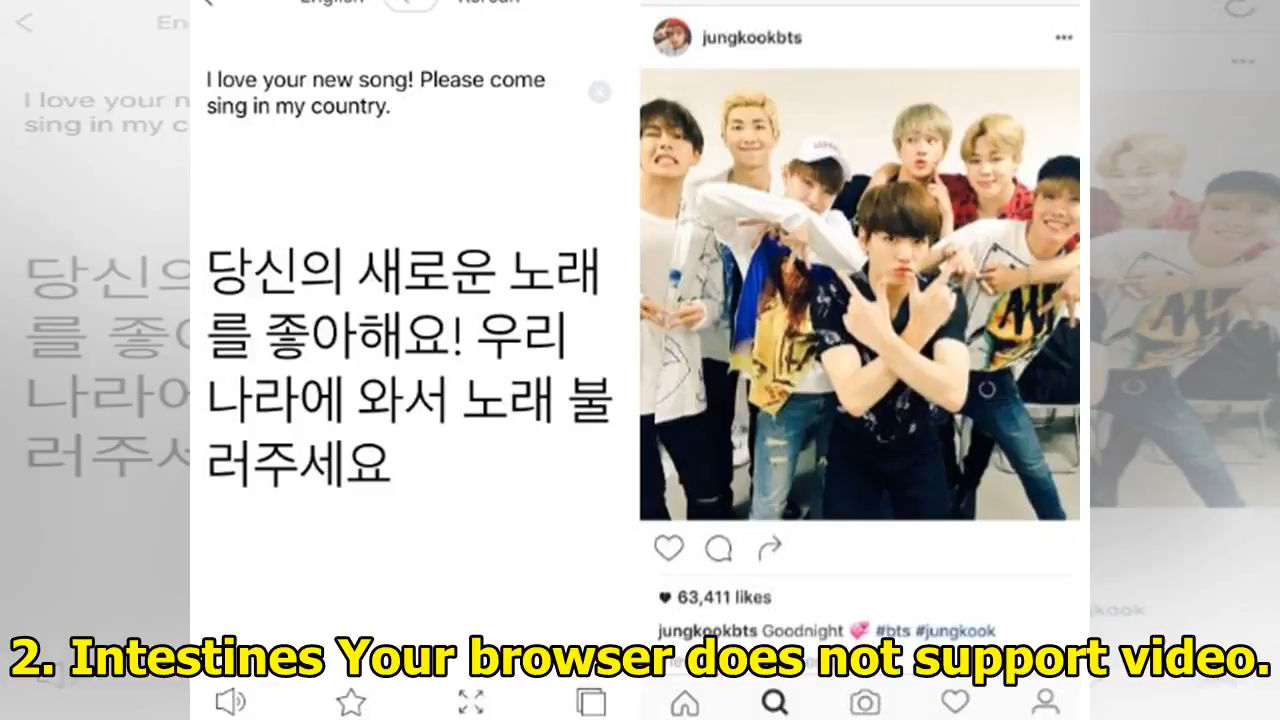 English
Korean
I love your new song! Please come
sing in my country.
당신의 새로운 노래
를 좋아해요! 우리
나라에 와서 노래 불
러주세요
jungkookbts
63,411 likes
jungkookbts Goodnight 💞 #bts #jungkook
2. Intestines Your browser does not support video.